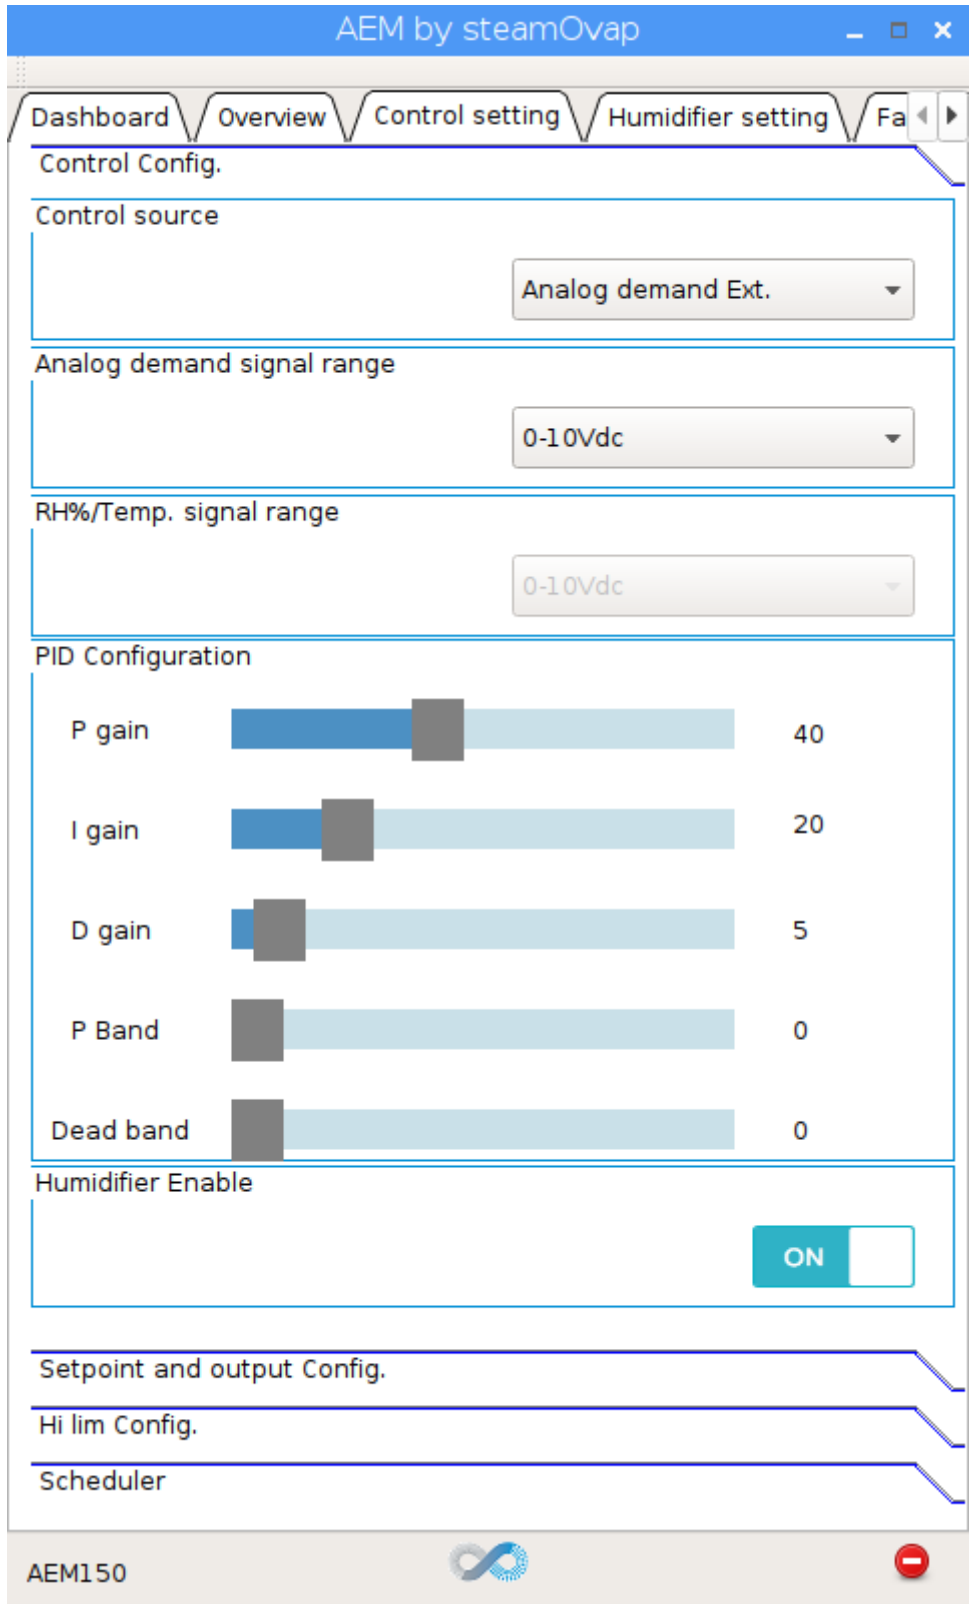 AEM by steamOvap
Dashboard Overview Control setting Humidifier setting Fa
Control Config.
Control source
Analog demand Ext.
Analog demand signal range
0-10Vdc
RH%/Temp. signal range
0-10Vdc
PID Configuration
P gain 40
I gain 20
D gain 5
P Band 0
Dead band 0
Humidifier Enable
ON
Setpoint and output Config.
Hi lim Config.
Scheduler
AEM150